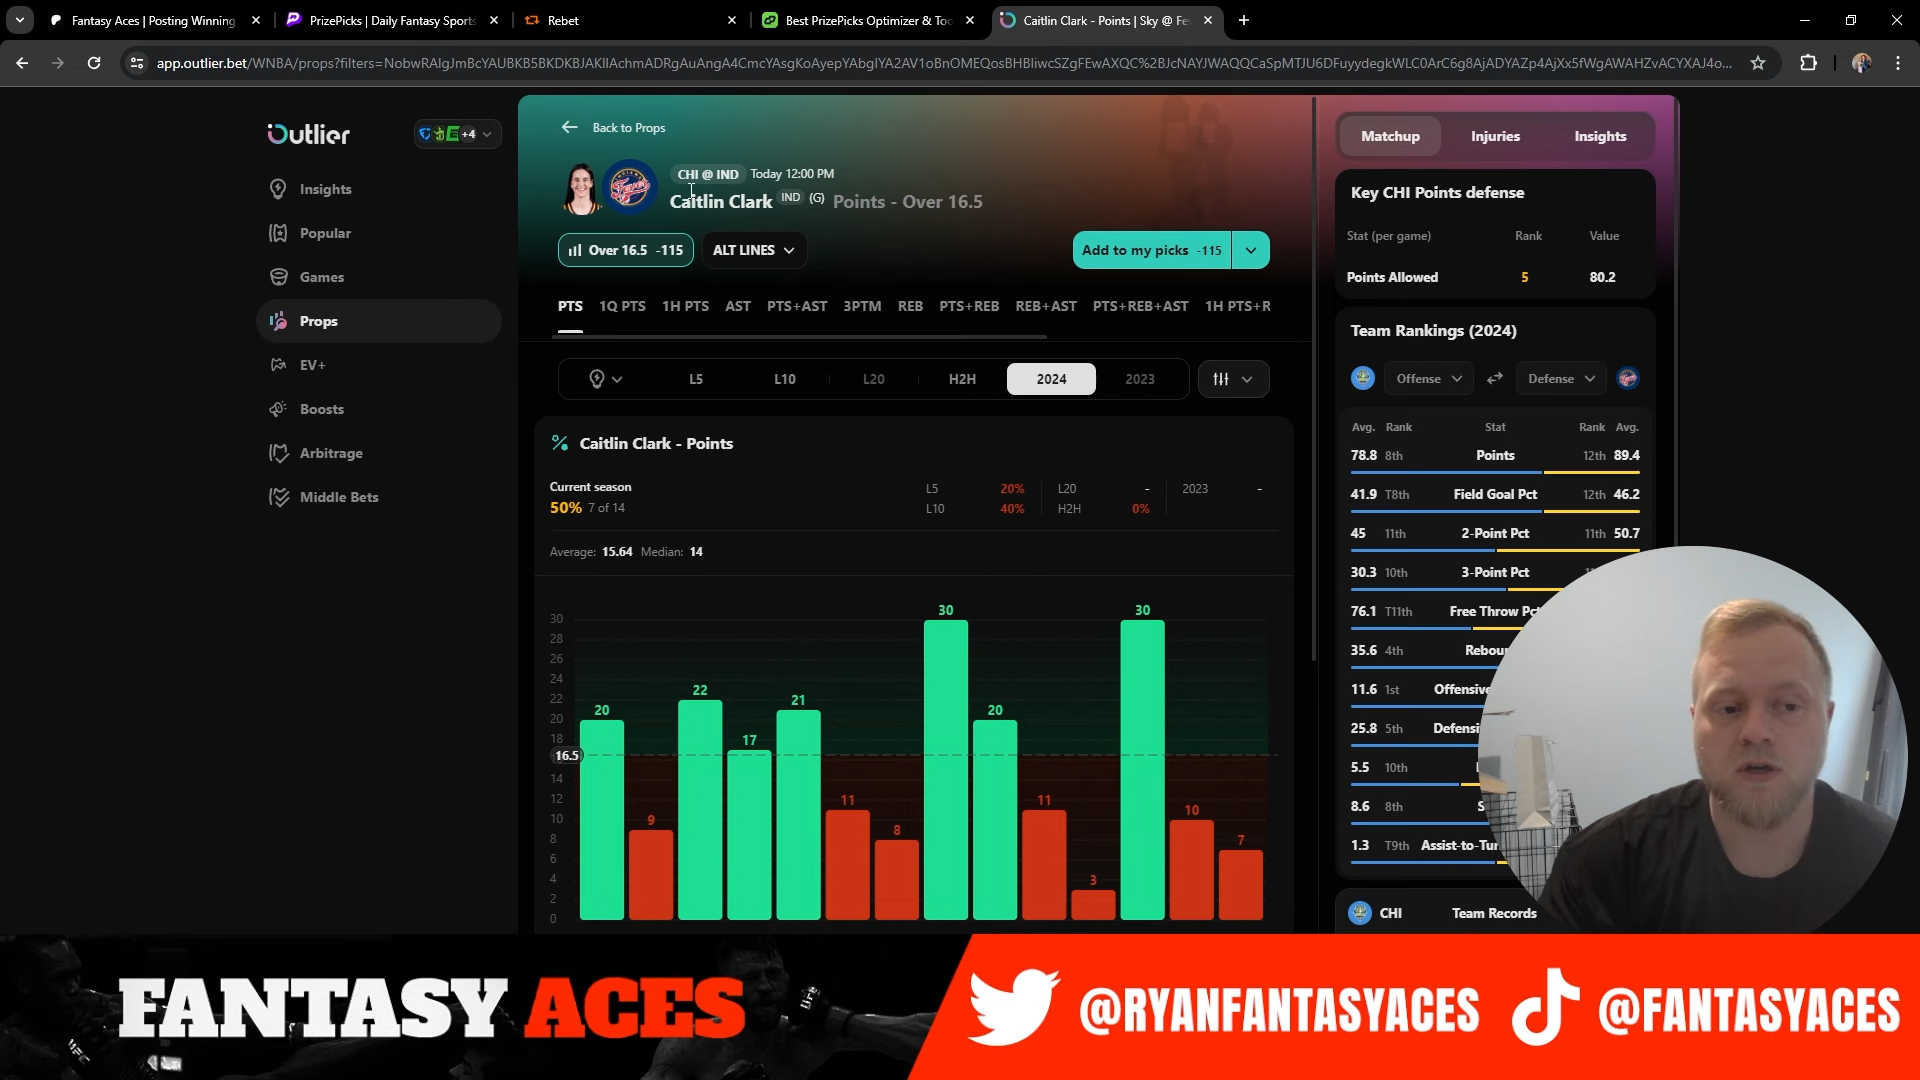 Fantasy Aces | Posting Winning
PrizePicks | Daily Fantasy Sports
Rebet
Best PrizePicks Optimizer & Too
Caitlin Clark - Points | Sky @ Fe
Outlier
+4
Insights
Popular
Games
Props
EV+
Boosts
Arbitrage
Middle Bets
Back to Props
CHI @ IND Today 12:00 PM
Caitlin Clark IND (G) Points - Over 16.5
Over 16.5 -115
ALT LINES
Add to my picks -115
PTS 1Q PTS 1H PTS AST PTS+AST 3PTM REB PTS+REB REB+AST PTS+REB+AST 1H PTS+R
L5 L10 L20 H2H 2024 2023
Caitlin Clark - Points
Current season
50% 7 of 14
L5 20% L20 - 2023 -
L10 40% H2H 0%
Average: 15.64 Median: 14
30
28
26
24
22
20
18
16.5
14
12
10
8
6
4
2
0
20 9 22 17 21 11 8 30 20 11 3 30 10 7
Matchup Injuries Insights
Key CHI Points defense
Stat (per game) Rank Value
Points Allowed 5 80.2
Team Rankings (2024)
Offense Defense
Avg. Rank Stat Rank Avg.
78.8 8th Points 12th 89.4
41.9 T8th Field Goal Pct 12th 46.2
45 11th 2-Point Pct 11th 50.7
30.3 10th 3-Point Pct
76.1 T11th Free Throw Pct
35.6 4th Rebou
11.6 1st Offensive
25.8 5th Defensi
5.5 10th
8.6 8th S
1.3 T9th Assist-to-Tur
CHI Team Records
FANTASY ACES
@RYANFANTASYACES
@FANTASYACES